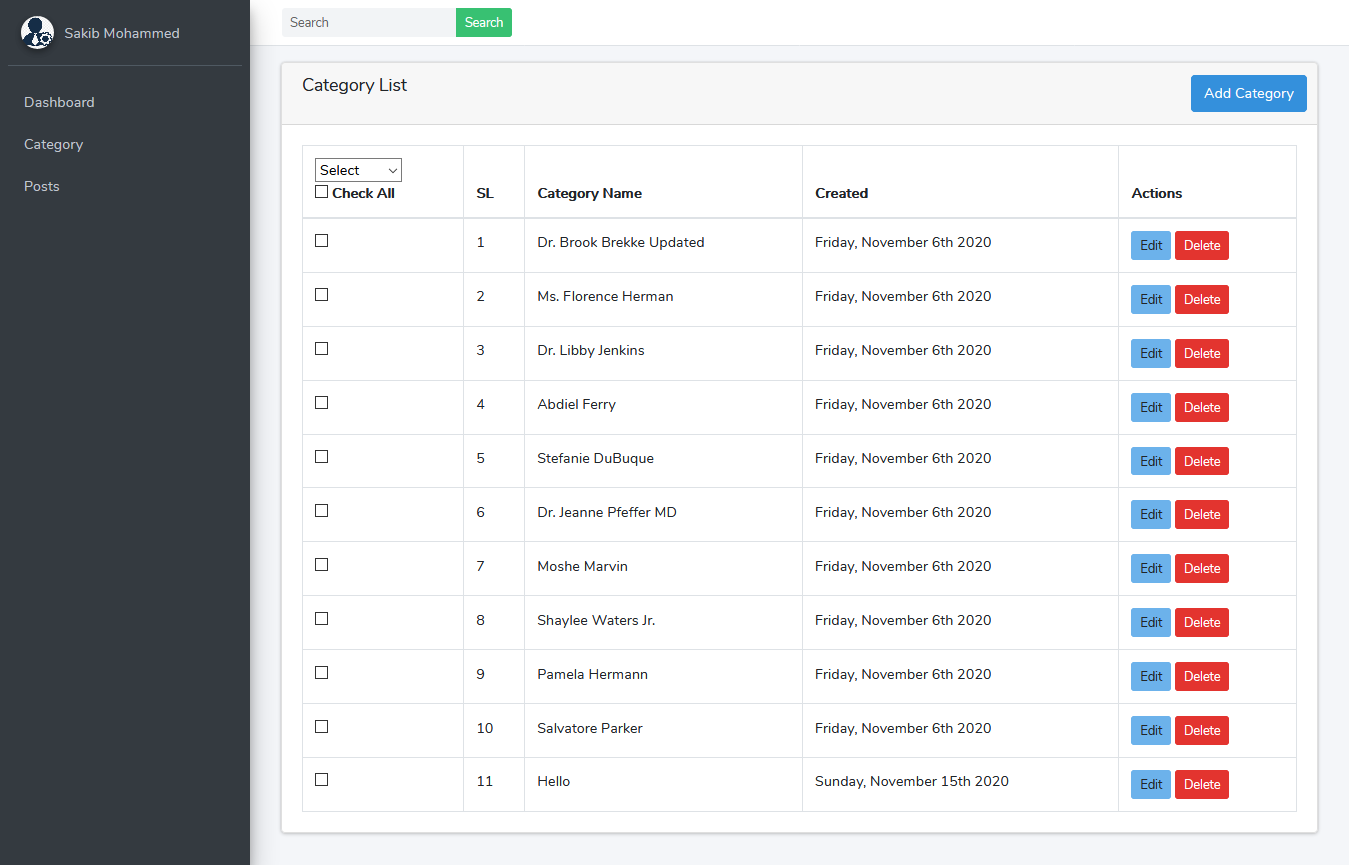 Sakib Mohammed
Search Search
Dashboard
Category
Posts
Category List Add Category
Select
Check All SL Category Name Created Actions
1 Dr. Brook Brekke Updated Friday, November 6th 2020 Edit Delete
2 Ms. Florence Herman Friday, November 6th 2020 Edit Delete
3 Dr. Libby Jenkins Friday, November 6th 2020 Edit Delete
4 Abdiel Ferry Friday, November 6th 2020 Edit Delete
5 Stefanie DuBuque Friday, November 6th 2020 Edit Delete
6 Dr. Jeanne Pfeffer MD Friday, November 6th 2020 Edit Delete
7 Moshe Marvin Friday, November 6th 2020 Edit Delete
8 Shaylee Waters Jr. Friday, November 6th 2020 Edit Delete
9 Pamela Hermann Friday, November 6th 2020 Edit Delete
10 Salvatore Parker Friday, November 6th 2020 Edit Delete
11 Hello Sunday, November 15th 2020 Edit Delete